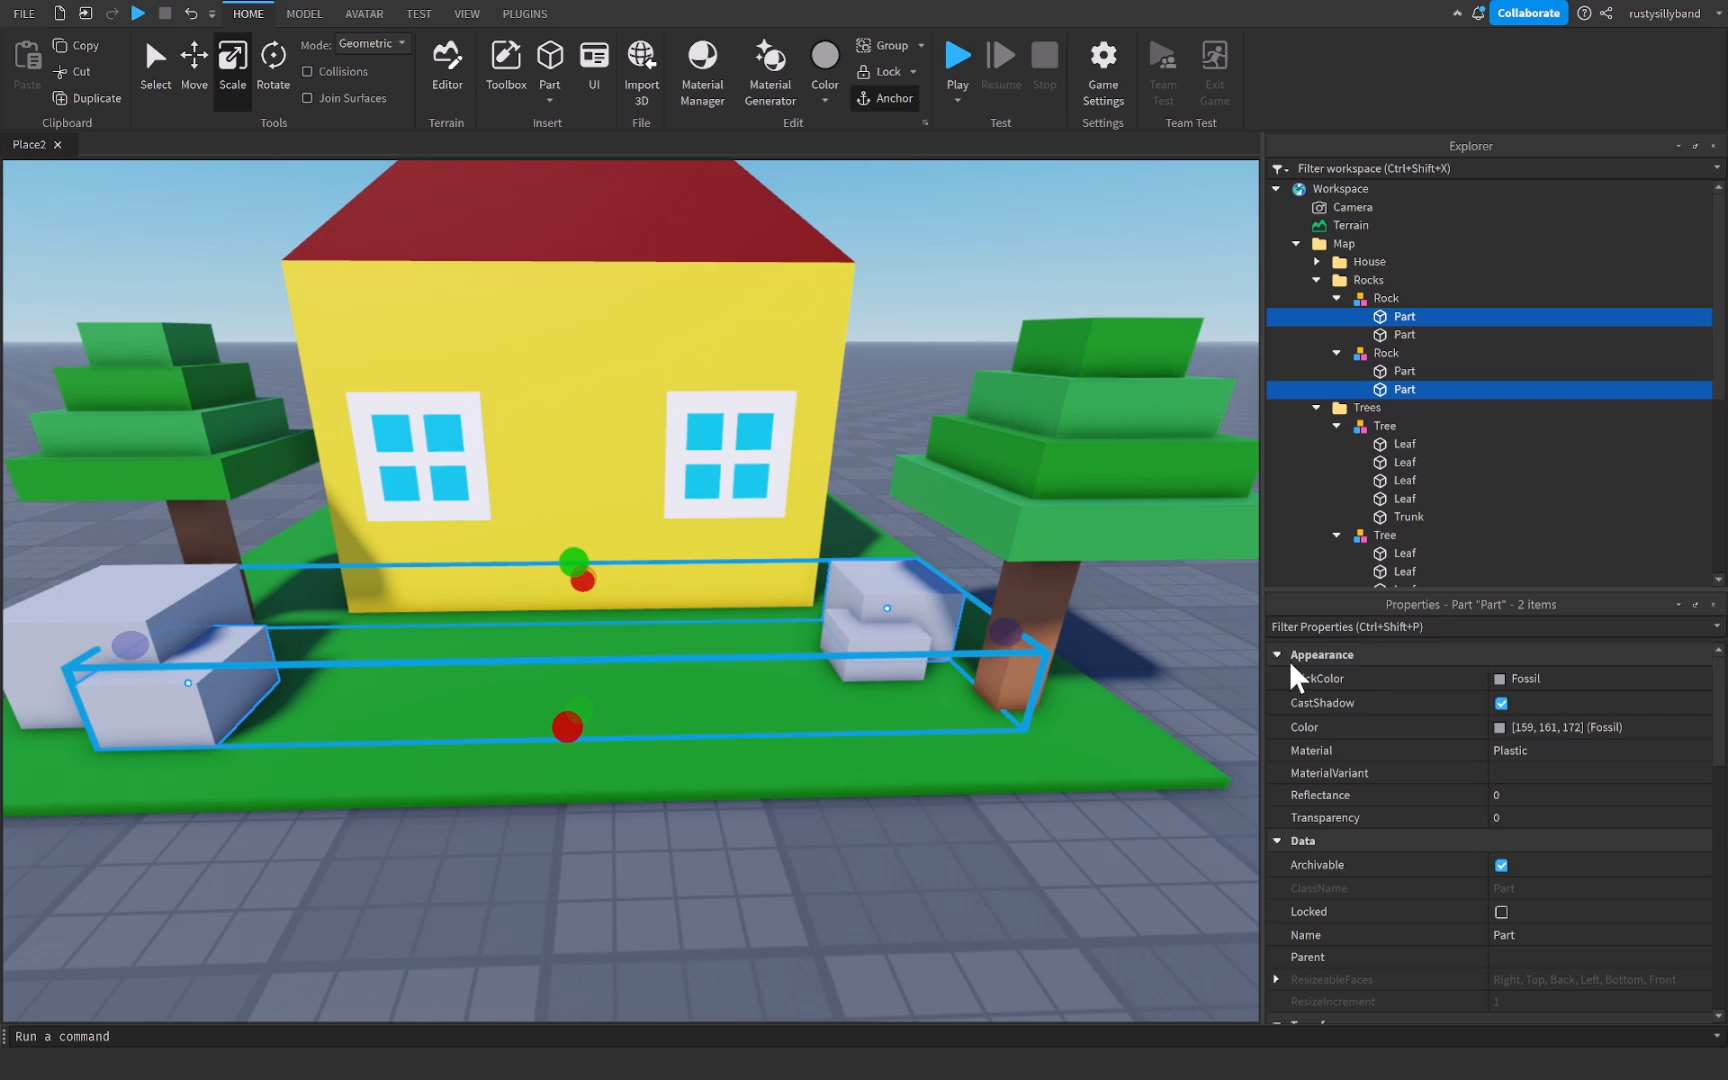 FILE HOME MODEL AVATAR TEST VIEW PLUGINS Collaborate rustysillyband
Paste Copy Cut Duplicate Clipboard
Select Move Scale Rotate Mode: Geometric Collisions Join Surfaces Tools
Editor Terrain
Toolbox Part UI Insert
Import 3D File
Material Manager Material Generator Color Group Lock Anchor Edit
Play Resume Stop Test
Game Settings Settings
Team Test Exit Game Team Test
Place2
Explorer
Filter workspace (Ctrl+Shift+X)
Workspace
Camera
Terrain
Map
House
Rocks
Rock
Part
Part
Rock
Part
Part
Trees
Tree
Leaf
Leaf
Leaf
Leaf
Trunk
Tree
Leaf
Leaf
Properties - Part "Part" - 2 items
Filter Properties (Ctrl+Shift+P)
Appearance
ckColor Fossil
CastShadow
Color [159, 161, 172] (Fossil)
Material Plastic
MaterialVariant
Reflectance 0
Transparency 0
Data
Archivable
ClassName Part
Locked
Name Part
Parent
ResizeableFaces Right, Top, Back, Left, Bottom, Front
ResizeIncrement 1
Run a command